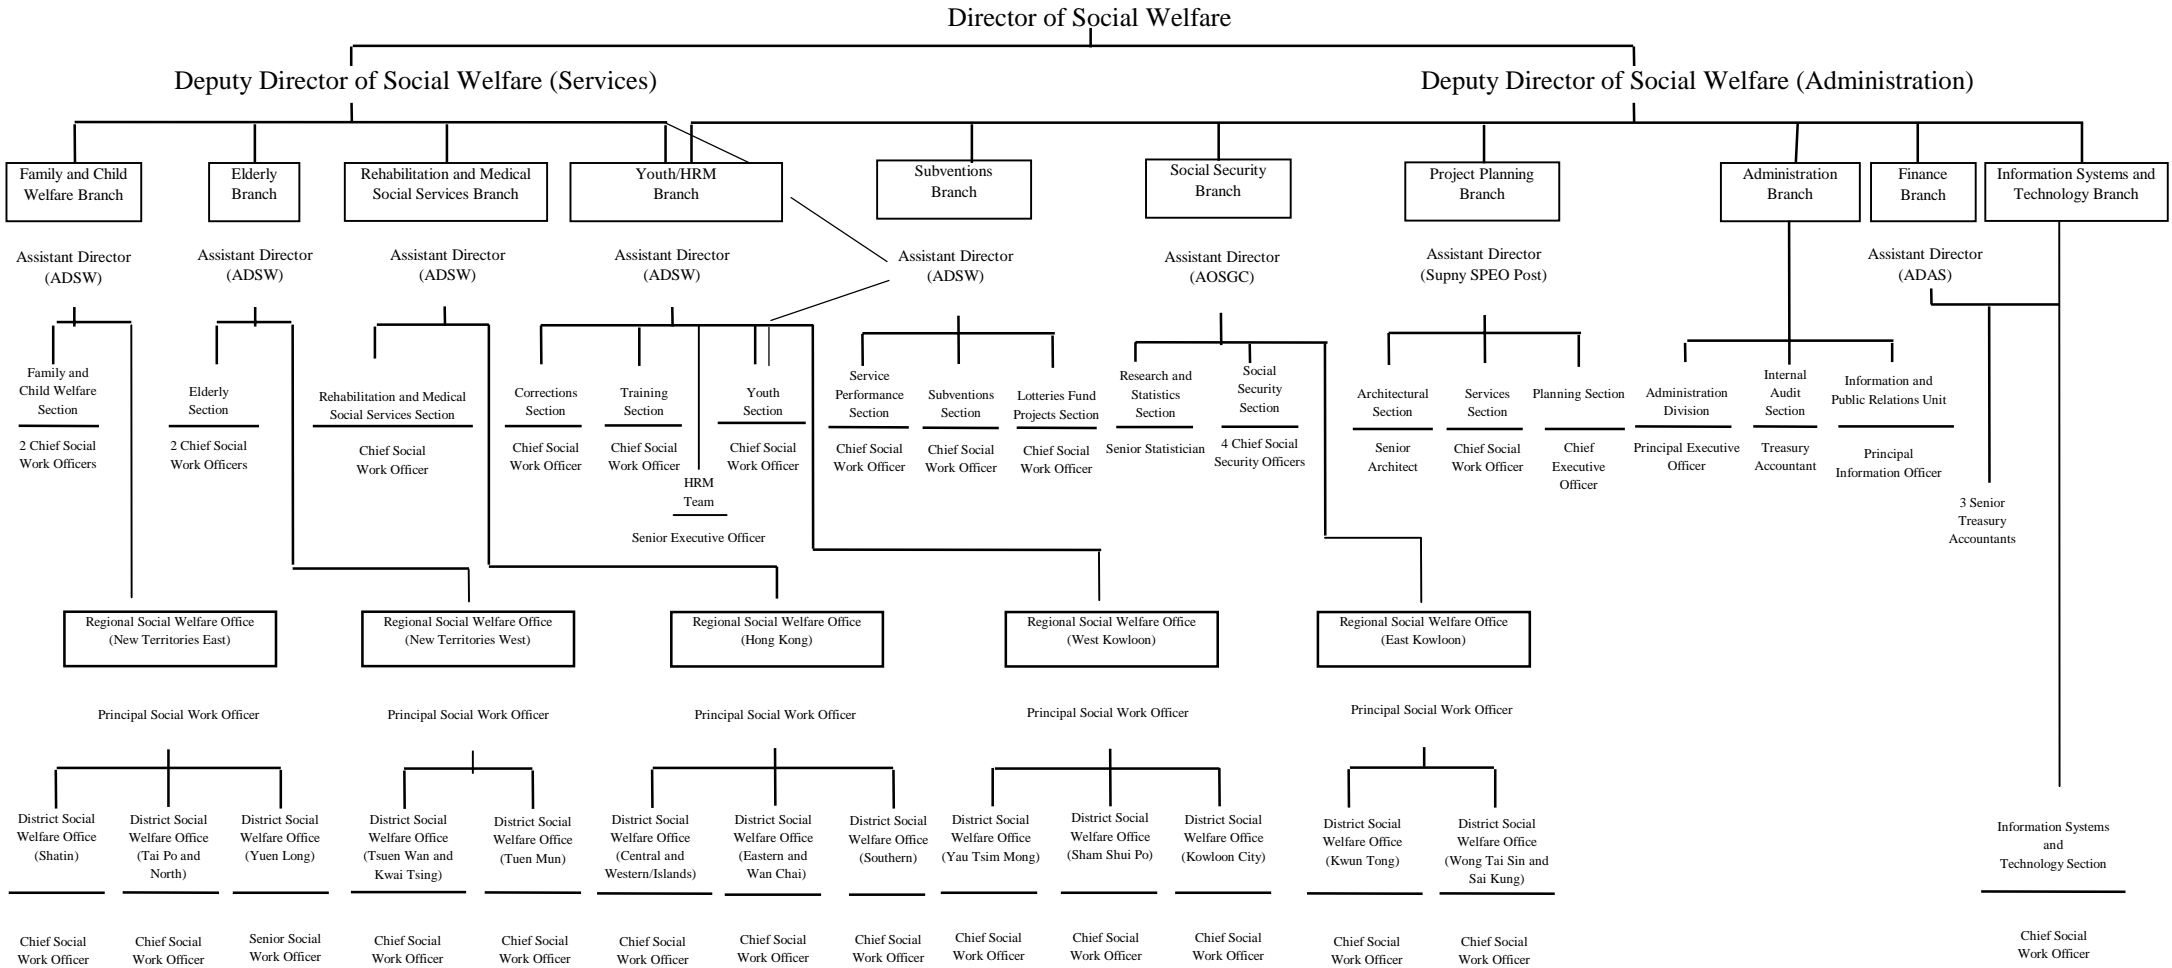 Director of Social Welfare
Deputy Director of Social Welfare (Services)
Deputy Director of Social Welfare (Administration)
Family and Child
Welfare Branch
Elderly
Branch
Rehabilitation and Medical
Social Services Branch
Youth/HRM
Branch
Subventions
Branch
Social Security
Branch
Project Planning
Branch
Administration
Branch
Finance
Branch
Information Systems and
Technology Branch
Assistant Director
(ADSW)
Assistant Director
(ADSW)
Assistant Director
(ADSW)
Assistant Director
(ADSW)
Assistant Director
(ADSW)
Assistant Director
(AOSGC)
Assistant Director
(Supny SPEO Post)
Assistant Director
(ADAS)
Family and
Child Welfare
Section
2 Chief Social
Work Officers
Elderly
Section
2 Chief Social
Work Officers
Rehabilitation and Medical
Social Services Section
Chief Social
Work Officer
Corrections
Section
Chief Social
Work Officer
Training
Section
Chief Social
Work Officer
HRM
Team
Senior Executive Officer
Youth
Section
Chief Social
Work Officer
Service
Performance
Section
Chief Social
Work Officer
Subventions
Section
Chief Social
Work Officer
Lotteries Fund
Projects Section
Chief Social
Work Officer
Research and
Statistics
Section
Senior Statistician
Social
Security
Section
4 Chief Social
Security Officers
Architectural
Section
Senior
Architect
Services
Section
Chief Social
Work Officer
Planning Section
Chief
Executive
Officer
Administration
Division
Principal Executive
Officer
Internal
Audit
Section
Treasury
Accountant
Information and
Public Relations Unit
Principal
Information Officer
3 Senior
Treasury
Accountants
Regional Social Welfare Office
(New Territories East)
Regional Social Welfare Office
(New Territories West)
Regional Social Welfare Office
(Hong Kong)
Regional Social Welfare Office
(West Kowloon)
Regional Social Welfare Office
(East Kowloon)
Principal Social Work Officer
Principal Social Work Officer
Principal Social Work Officer
Principal Social Work Officer
Principal Social Work Officer
District Social
Welfare Office
(Shatin)
Chief Social
Work Officer
District Social
Welfare Office
(Tai Po and
North)
Chief Social
Work Officer
District Social
Welfare Office
(Yuen Long)
Senior Social
Work Officer
District Social
Welfare Office
(Tsuen Wan and
Kwai Tsing)
Chief Social
Work Officer
District Social
Welfare Office
(Tuen Mun)
Chief Social
Work Officer
District Social
Welfare Office
(Central and
Western/Islands)
Chief Social
Work Officer
District Social
Welfare Office
(Eastern and
Wan Chai)
Chief Social
Work Officer
District Social
Welfare Office
(Southern)
Chief Social
Work Officer
District Social
Welfare Office
(Yau Tsim Mong)
Chief Social
Work Officer
District Social
Welfare Office
(Sham Shui Po)
Chief Social
Work Officer
District Social
Welfare Office
(Kowloon City)
Chief Social
Work Officer
District Social
Welfare Office
(Kwun Tong)
Chief Social
Work Officer
District Social
Welfare Office
(Wong Tai Sin and
Sai Kung)
Chief Social
Work Officer
Information Systems
and
Technology Section
Chief Social
Work Officer